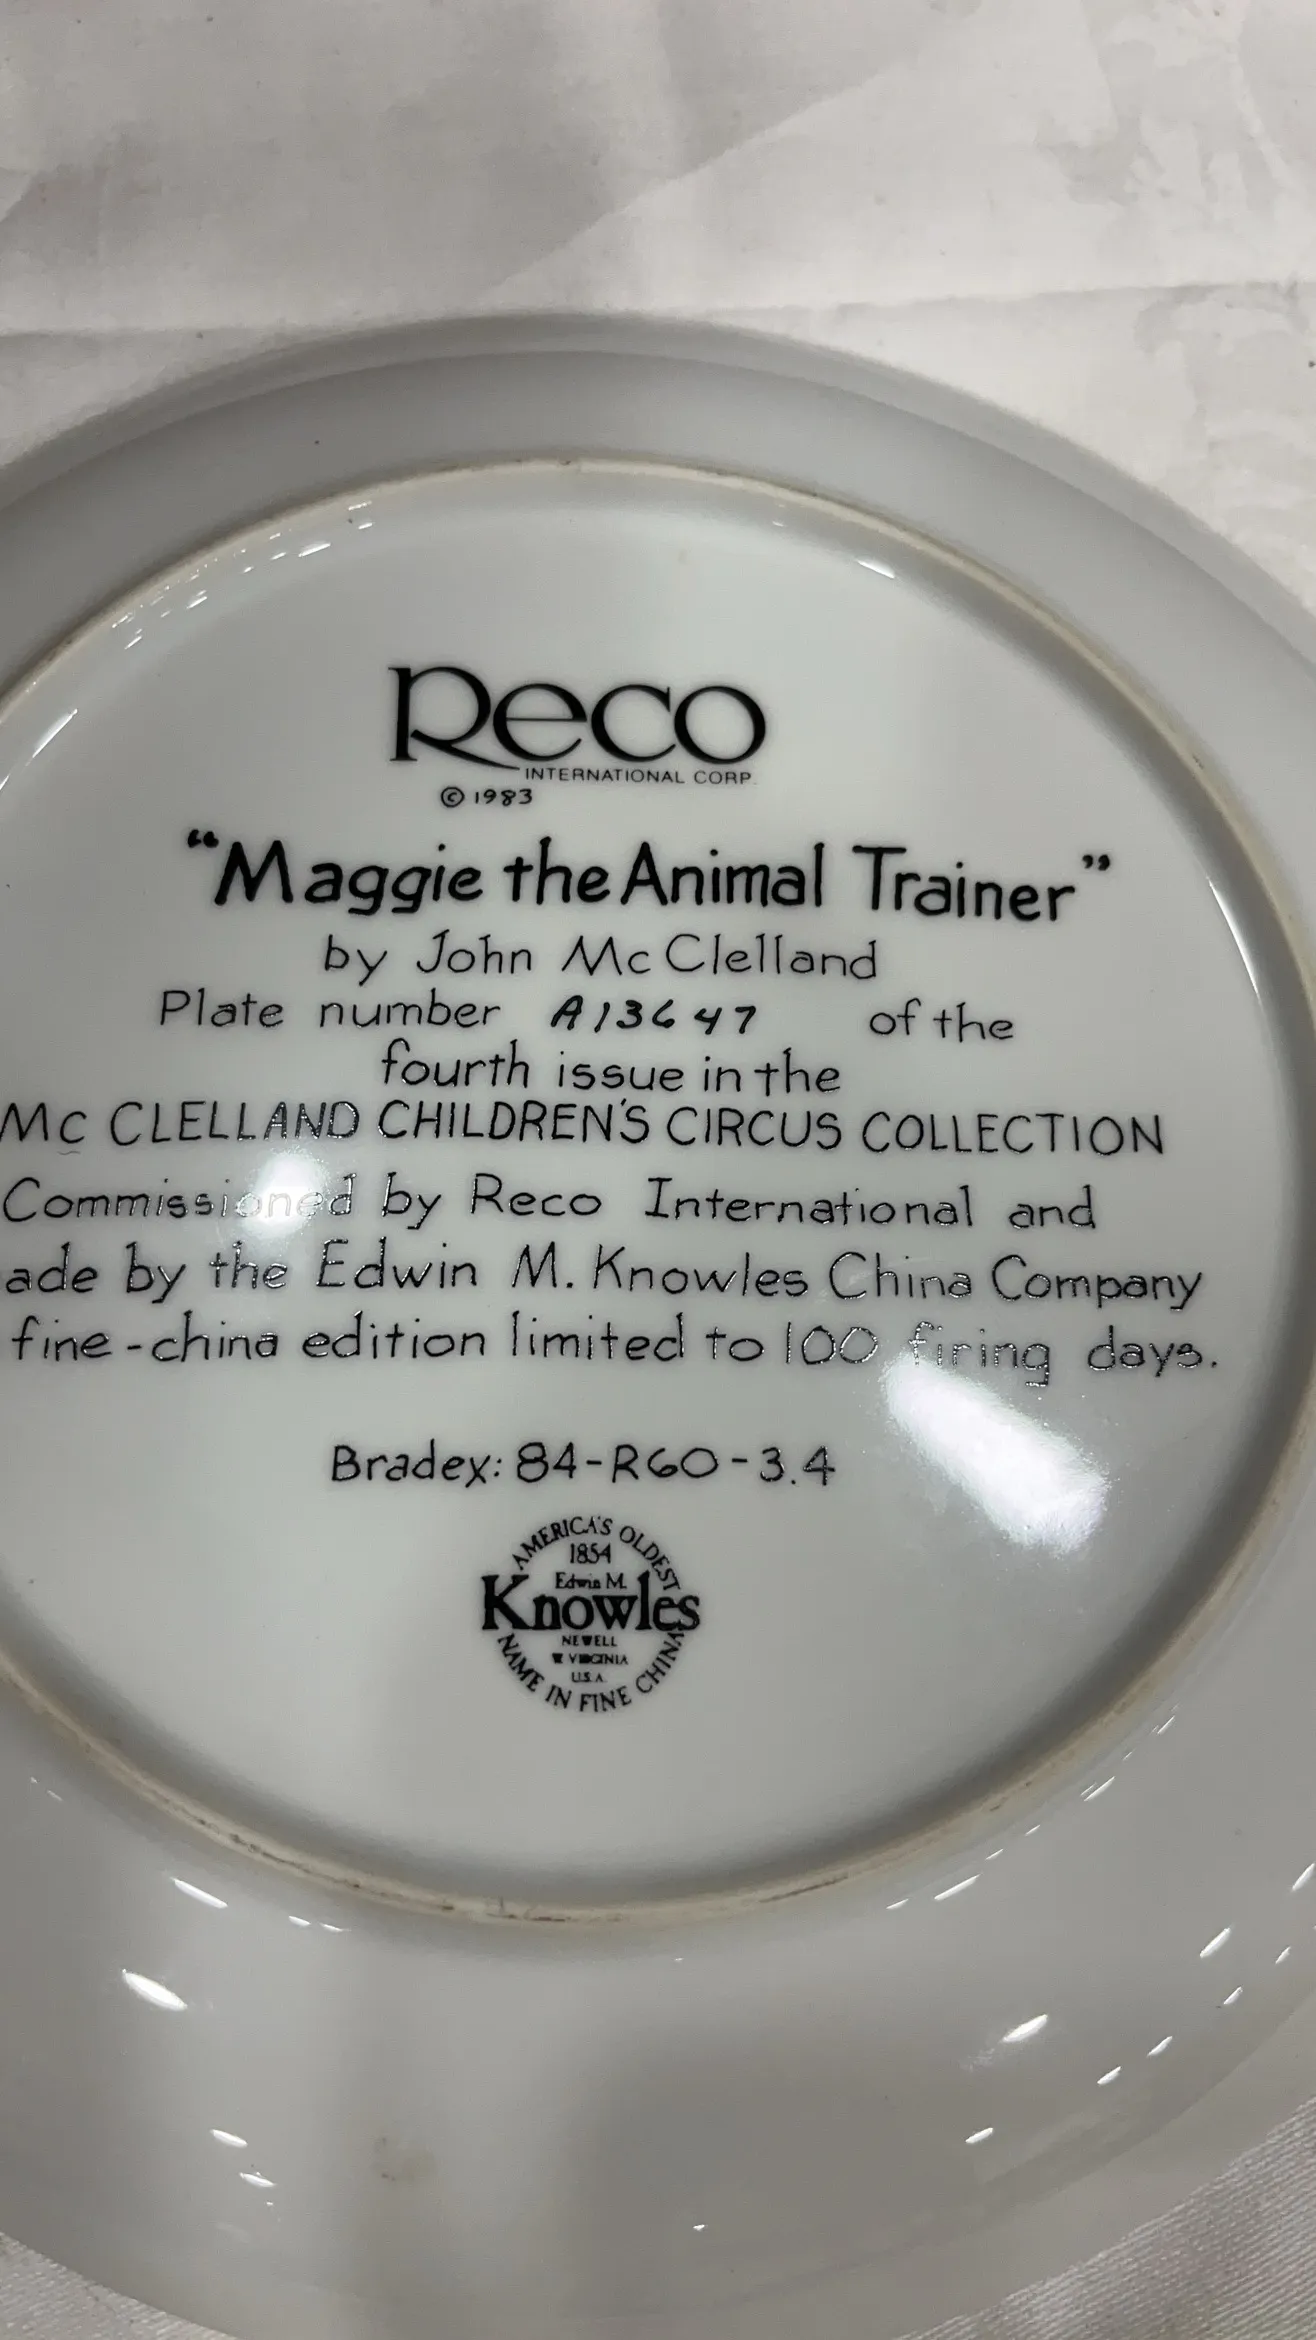 Reco
INTERNATIONAL CORP.
© 1983
“Maggie the Animal Trainer”
by John McClelland
Plate number A13647 of the
fourth issue in the
MC CLELLAND CHILDREN'S CIRCUS COLLECTION
Commissioned by Reco International and
ade by the Edwin M. Knowles China Company
fine-china edition limited to 100 firing days.
Bradex: 84-R60-3.4
AMERICA'S OLDEST
1854
Edwin M.
Knowles
NEWELL
W VIRGINIA
U.S.A.
NAME IN FINE CHINA